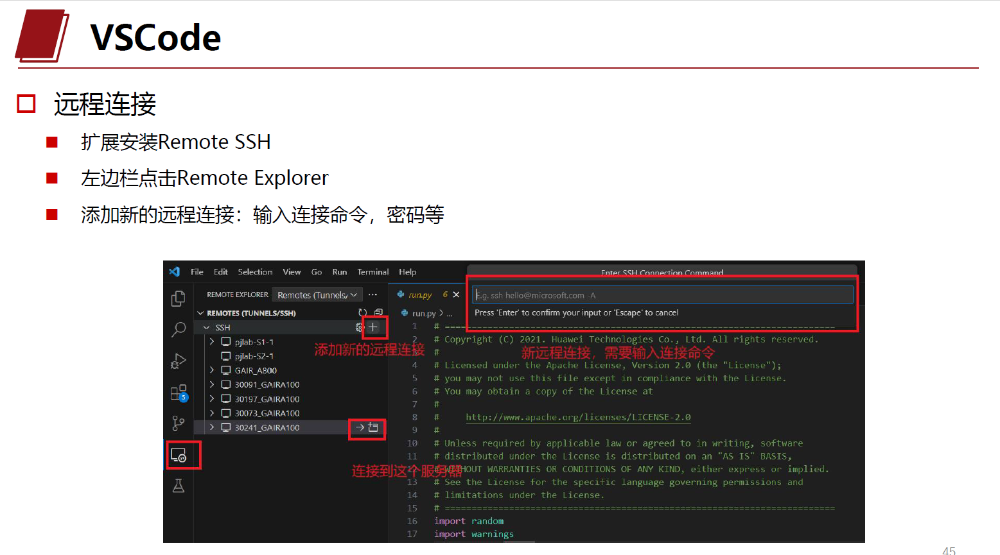 VSCode
远程连接
扩展安装Remote SSH
左边栏点击Remote Explorer
添加新的远程连接：输入连接命令，密码等
File Edit Selection View Go Run Terminal Help
Enter SSH Connection Command
REMOTE EXPLORER Remotes (Tunnels/
run.py 6
E.g. ssh hello@microsoft.com -A
Press 'Enter' to confirm your input or 'Escape' to cancel
REMOTES (TUNNELS/SSH)
run.py > ...
SSH
添加新的远程连接
新远程连接，需要输入连接命令
pjlab-S1-1
pjlab-S2-1
GAIR_A800
30091_GAIRA100
30197_GAIRA100
30073_GAIRA100
30241_GAIRA100
连接到这个服务器
5
1 # =========================================================================
2 # Copyright (C) 2021. Huawei Technologies Co., Ltd. All rights reserved.
3 #
4 # Licensed under the Apache License, Version 2.0 (the "License");
5 # you may not use this file except in compliance with the License.
6 # You may obtain a copy of the License at
7 #
8 # http://www.apache.org/licenses/LICENSE-2.0
9 #
10 # Unless required by applicable law or agreed to in writing, software
11 # distributed under the License is distributed on an "AS IS" BASIS,
12 # WITHOUT WARRANTIES OR CONDITIONS OF ANY KIND, either express or implied.
13 # See the License for the specific language governing permissions and
14 # limitations under the License.
15 # =========================================================================
16 import random
17 import warnings
45